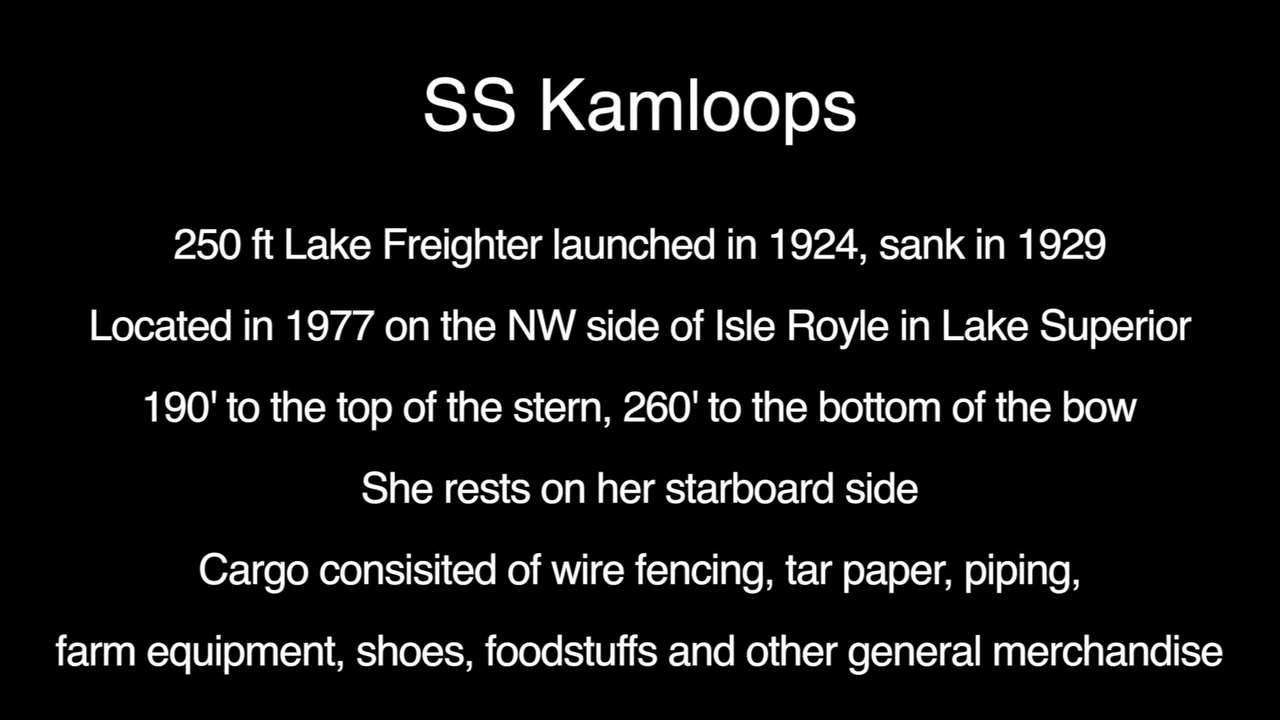 SS Kamloops
250 ft Lake Freighter launched in 1924, sank in 1929
Located in 1977 on the NW side of Isle Royle in Lake Superior
190' to the top of the stern, 260' to the bottom of the bow
She rests on her starboard side
Cargo consisited of wire fencing, tar paper, piping,
farm equipment, shoes, foodstuffs and other general merchandise